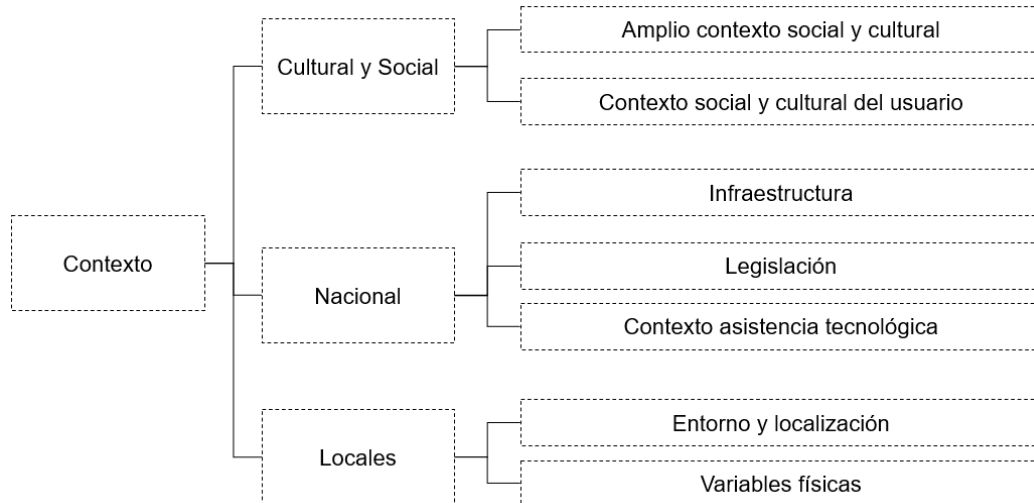 Contexto
Cultural y Social
Amplio contexto social y cultural
Contexto social y cultural del usuario
Nacional
Infraestructura
Legislación
Contexto asistencia tecnológica
Locales
Entorno y localización
Variables físicas